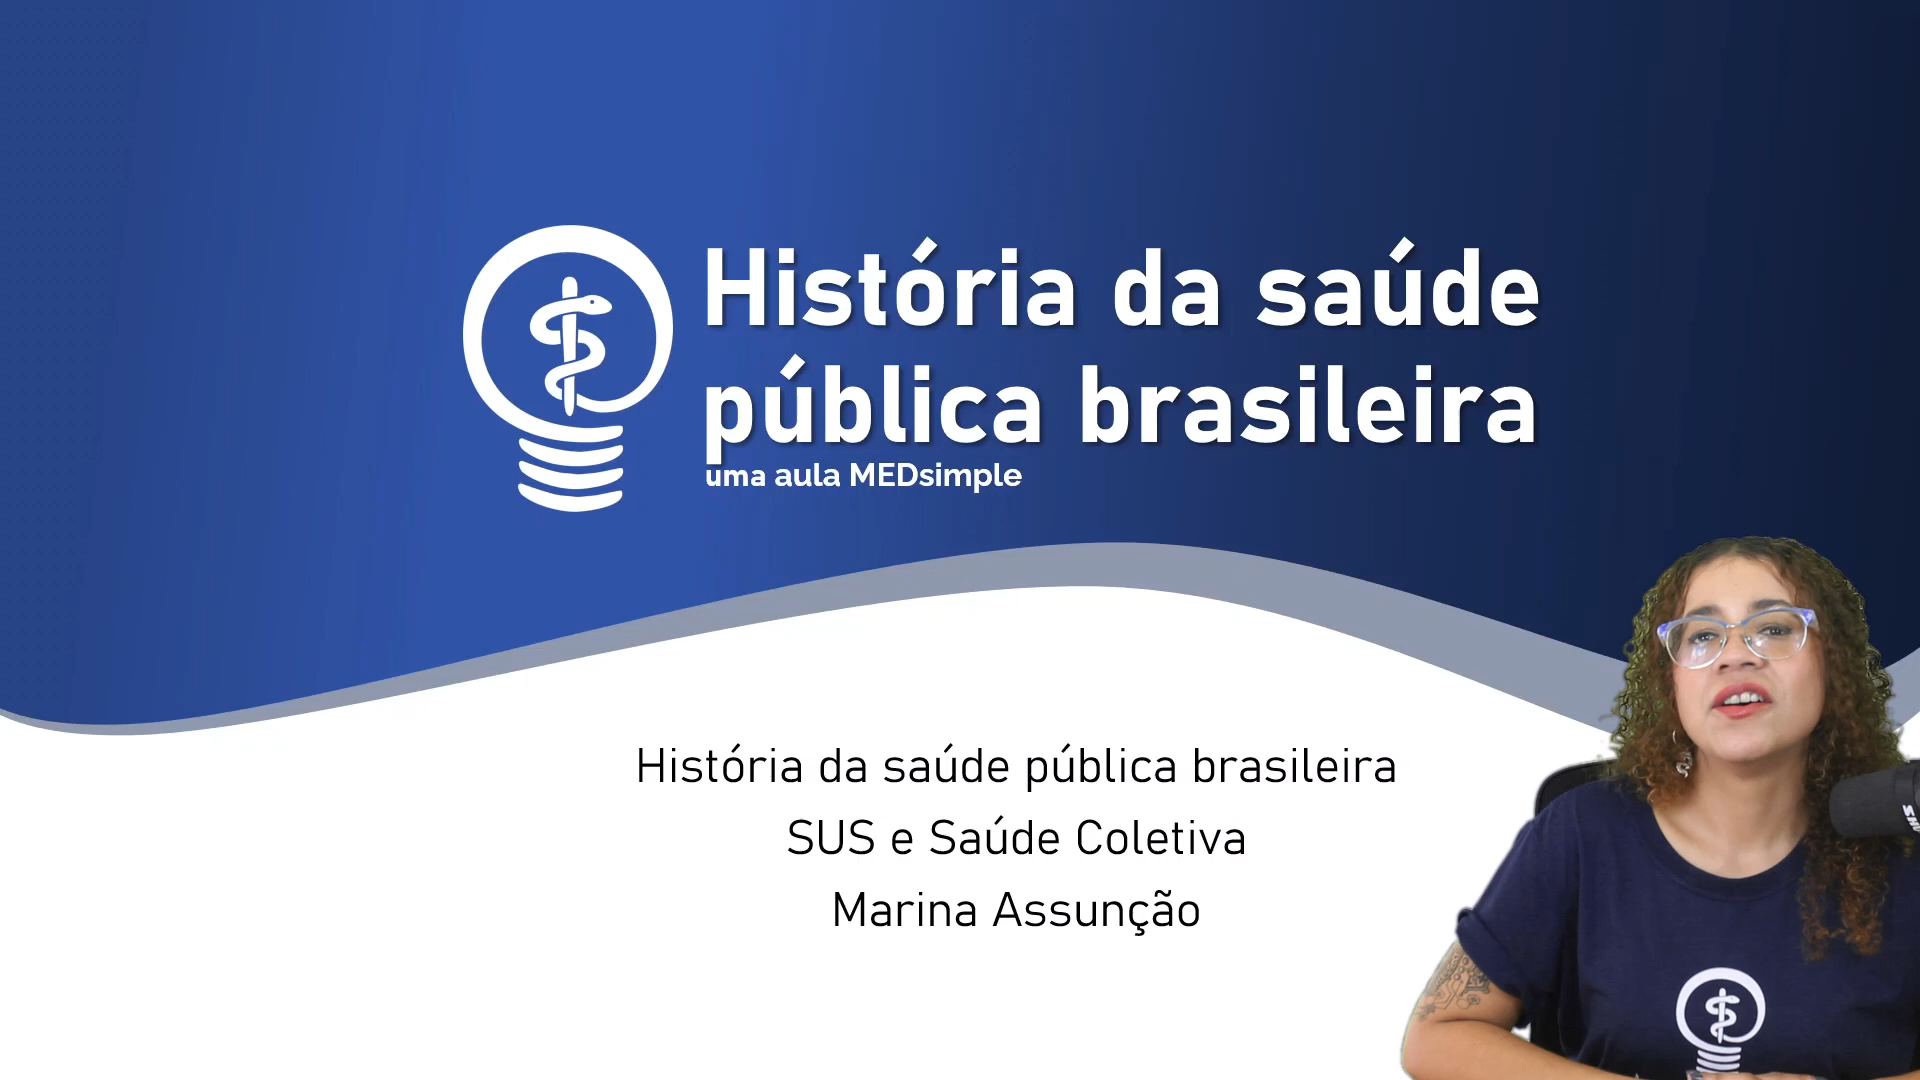 História da saúde
pública brasileira
uma aula MEDsimple
História da saúde pública brasileira
SUS e Saúde Coletiva
Marina Assunção